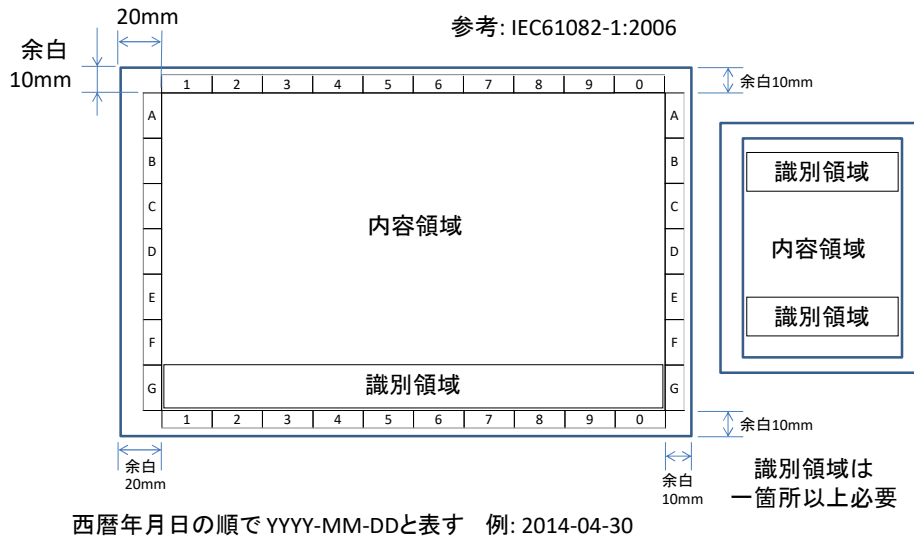 20mm
参考: IEC61082-1:2006
余白
10mm
余白10mm
1 2 3 4 5 6 7 8 9 0
A A
B B
C C
D D
E E
F F
G G
内容領域
識別領域
1 2 3 4 5 6 7 8 9 0
識別領域
内容領域
識別領域
余白10mm
余白
20mm
余白
10mm
識別領域は
一箇所以上必要
西暦年月日の順で YYYY-MM-DDと表す 例: 2014-04-30